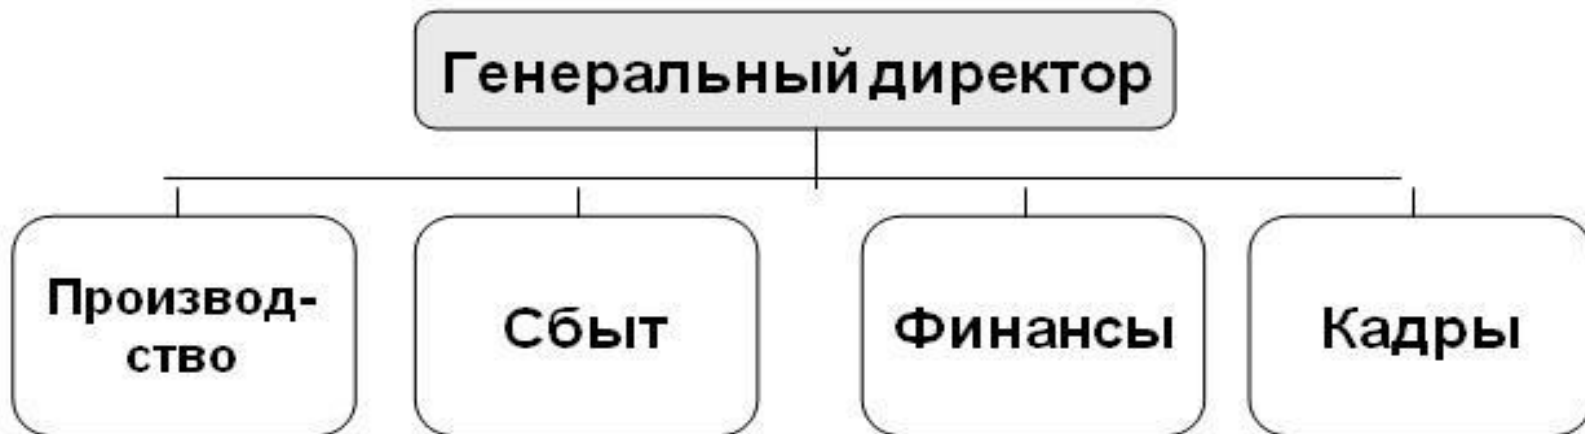 Генеральный директор
Производ-
ство
Сбыт
Финансы
Кадры